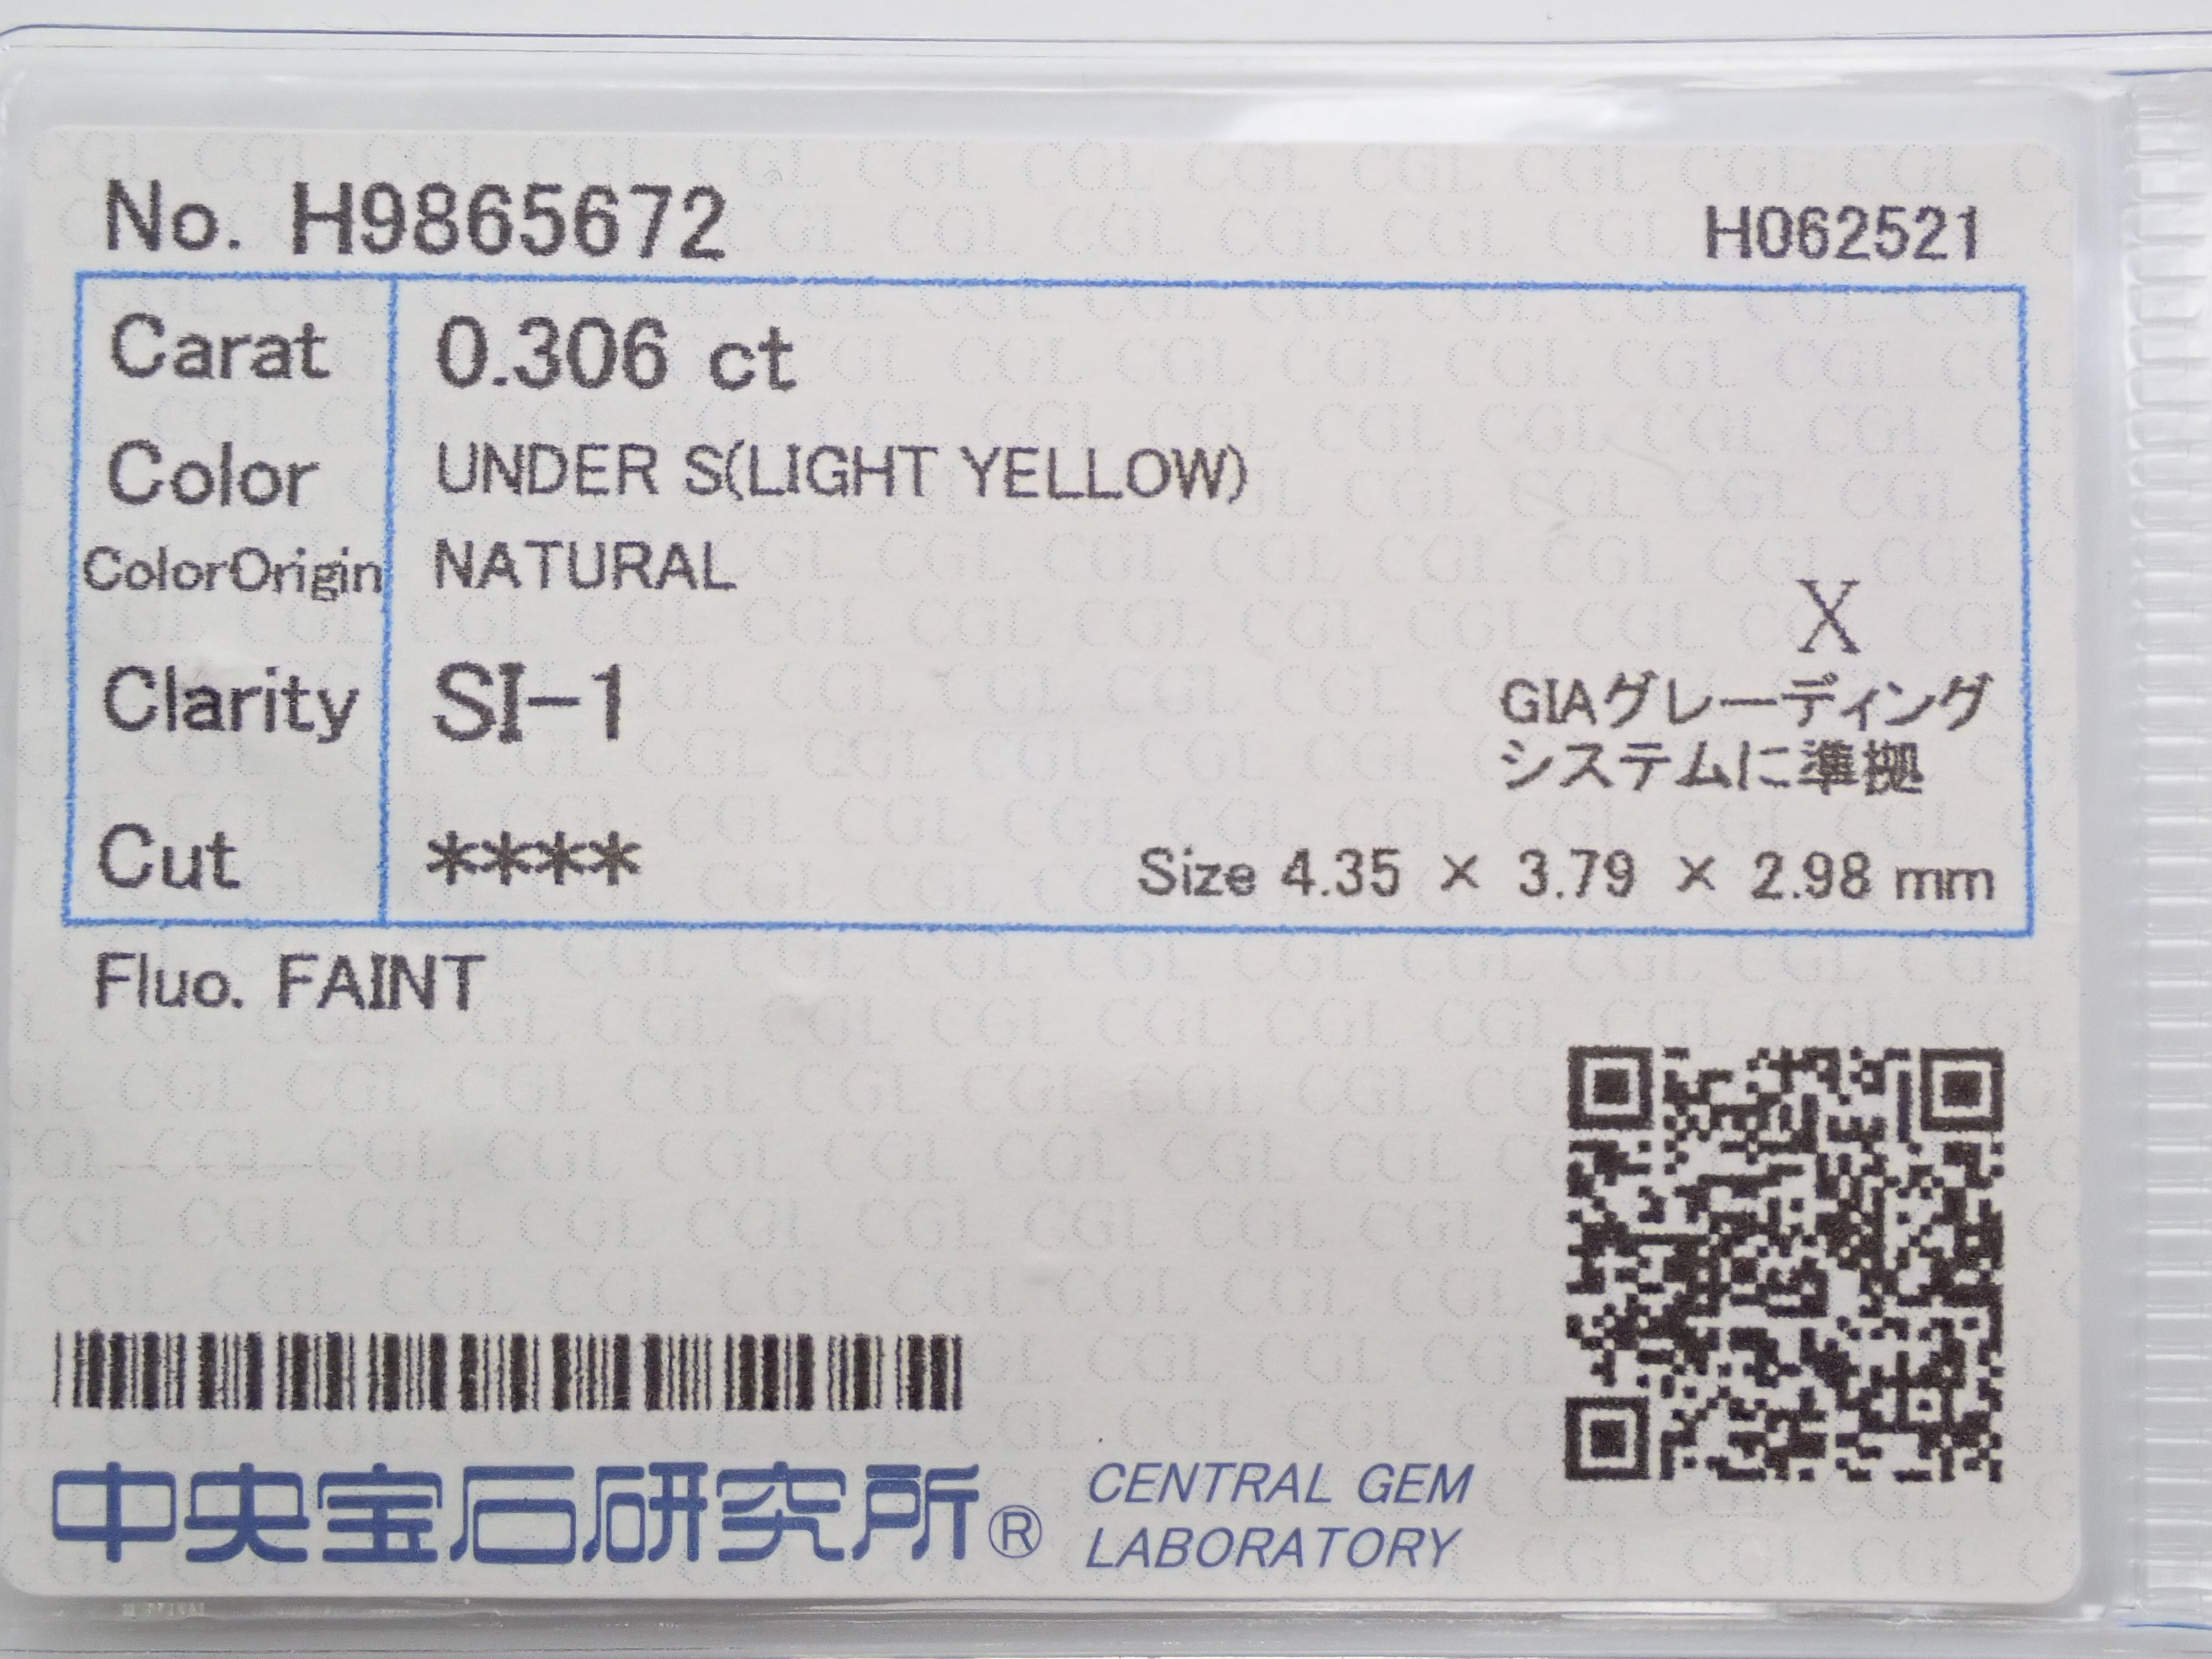 No. H9865672
H062521
Carat 0.306 ct
Color UNDER S(LIGHT YELLOW)
ColorOrigin NATURAL
X
Clarity SI-1
GIAグレーディング
システムに準拠
Cut ****
Size 4.35 × 3.79 × 2.98 mm
Fluo. FAINT
中央宝石研究所®
CENTRAL GEM
LABORATORY